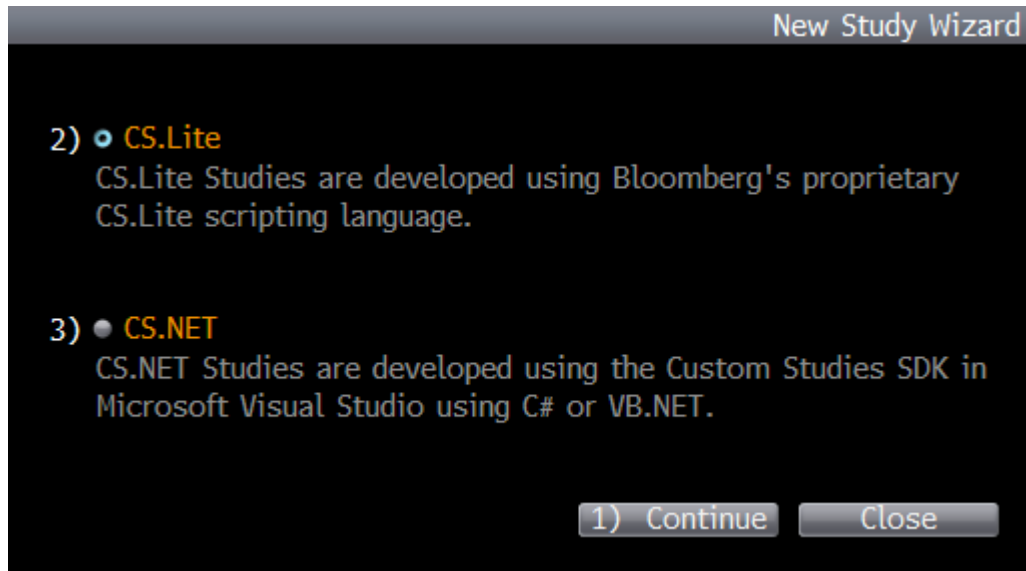 New Study Wizard
2) CS.Lite
CS.Lite Studies are developed using Bloomberg's proprietary
CS.Lite scripting language.
3) CS.NET
CS.NET Studies are developed using the Custom Studies SDK in
Microsoft Visual Studio using C# or VB.NET.
1) Continue Close